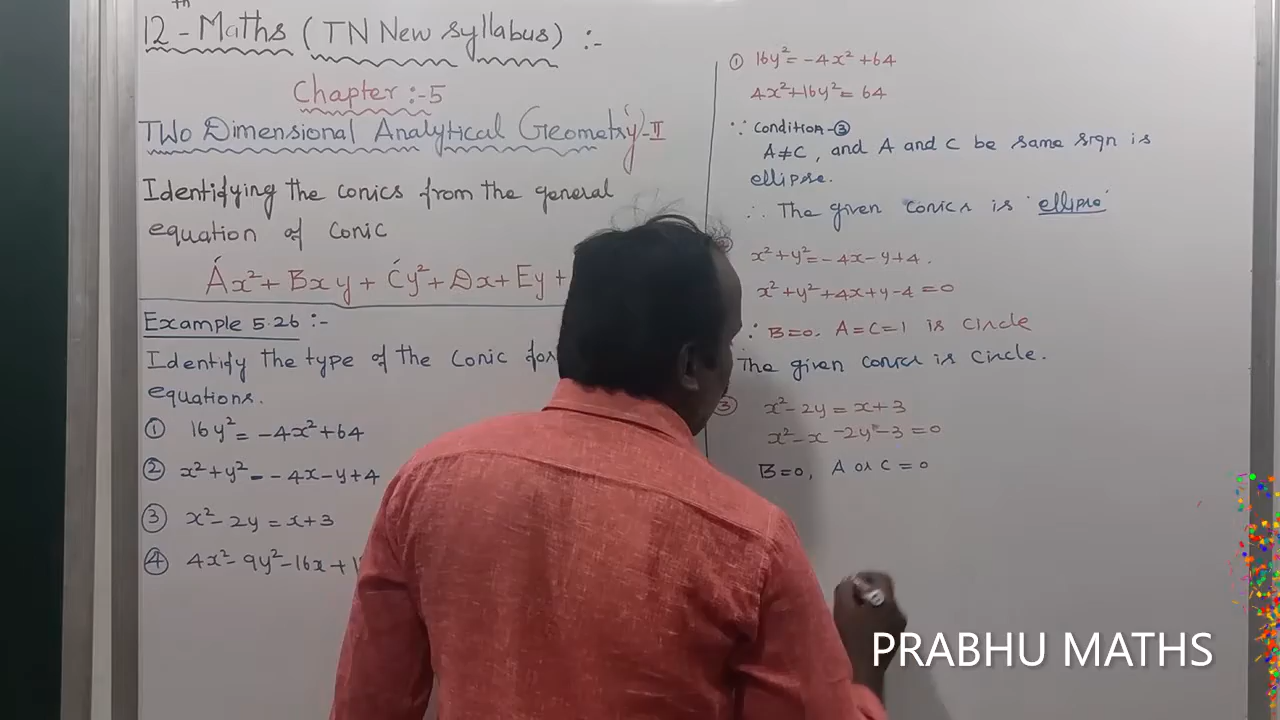 12th - Maths ( TN New syllabus) :-
Chapter :-5
Two Dimensional Analytical Geometry-II
Identifying the conics from the general
equation of conic
Ax² + Bxy + Cy² + Dx + Ey +
Example 5.26 :-
Identify the type of the conic for
equations.
① 16y² = -4x² + 64
② x² + y² = - 4x - y + 4
③ x² - 2y = x + 3
④ 4x² - 9y² - 16x +
① 16y² = -4x² + 64
4x² + 16y² = 64
∵ Condition-③
A≠C, and A and C be same sign is
ellipse.
∴ The given conics is 'ellipse'
x² + y² = -4x - y + 4.
x² + y² + 4x + y - 4 = 0
∴ B=0, A=C=1 is circle
The given conics is circle.
③ x² - 2y = x + 3
x² - x - 2y - 3 = 0
B=0, A or C = 0
PRABHU MATHS